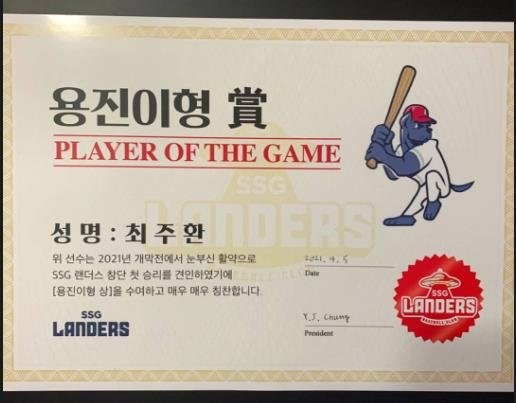 용진이형 賞
PLAYER OF THE GAME
SSG
LANDERS
BASEBALL CLUB
성 명 : 최 주 환
위 선수는 2021년 개막전에서 눈부신 활약으로
SSG 랜더스 창단 첫 승리를 견인하였기에
[용진이형 상]을 수여하고 매우 매우 칭찬합니다.
2021. 4. 5
Date
Y.J. Chung
President
SSG
LANDERS
SSG
LANDERS
BASEBALL CLUB